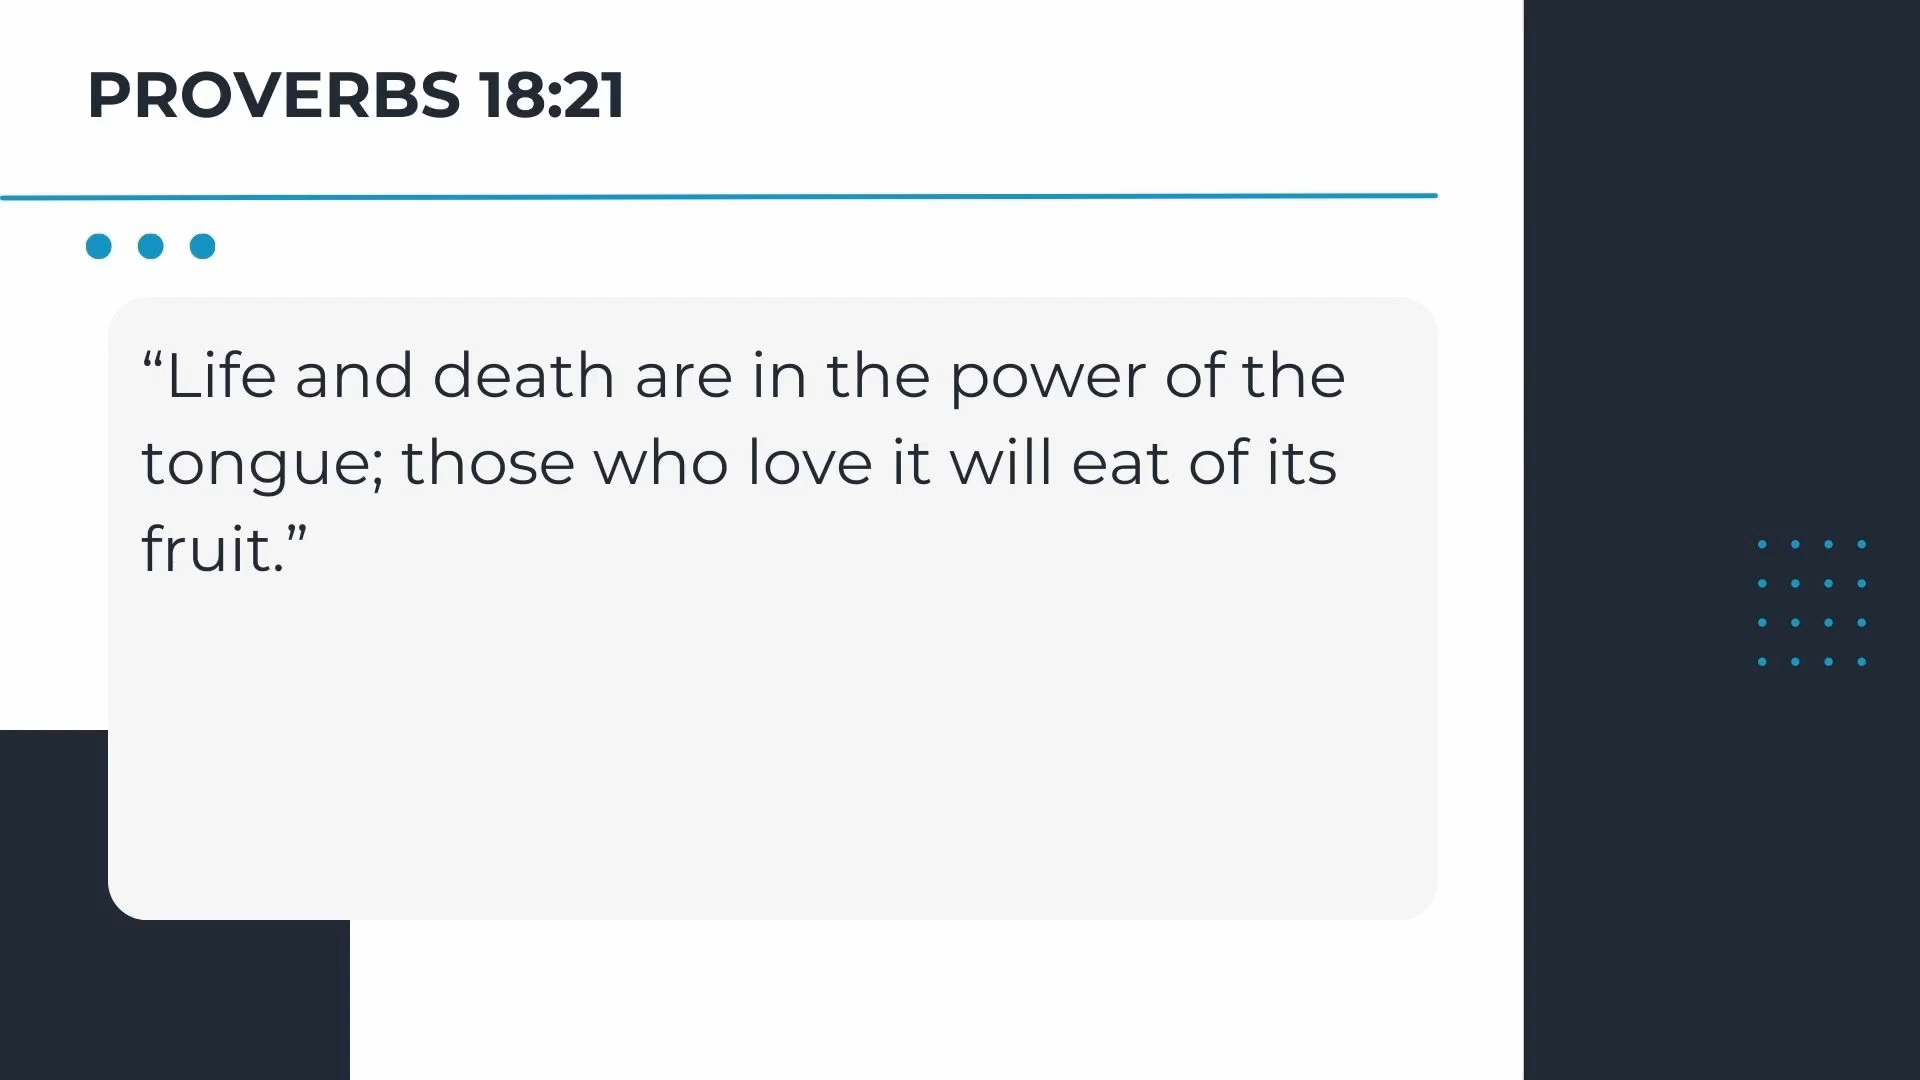 PROVERBS 18:21
“Life and death are in the power of the
tongue; those who love it will eat of its
fruit.”